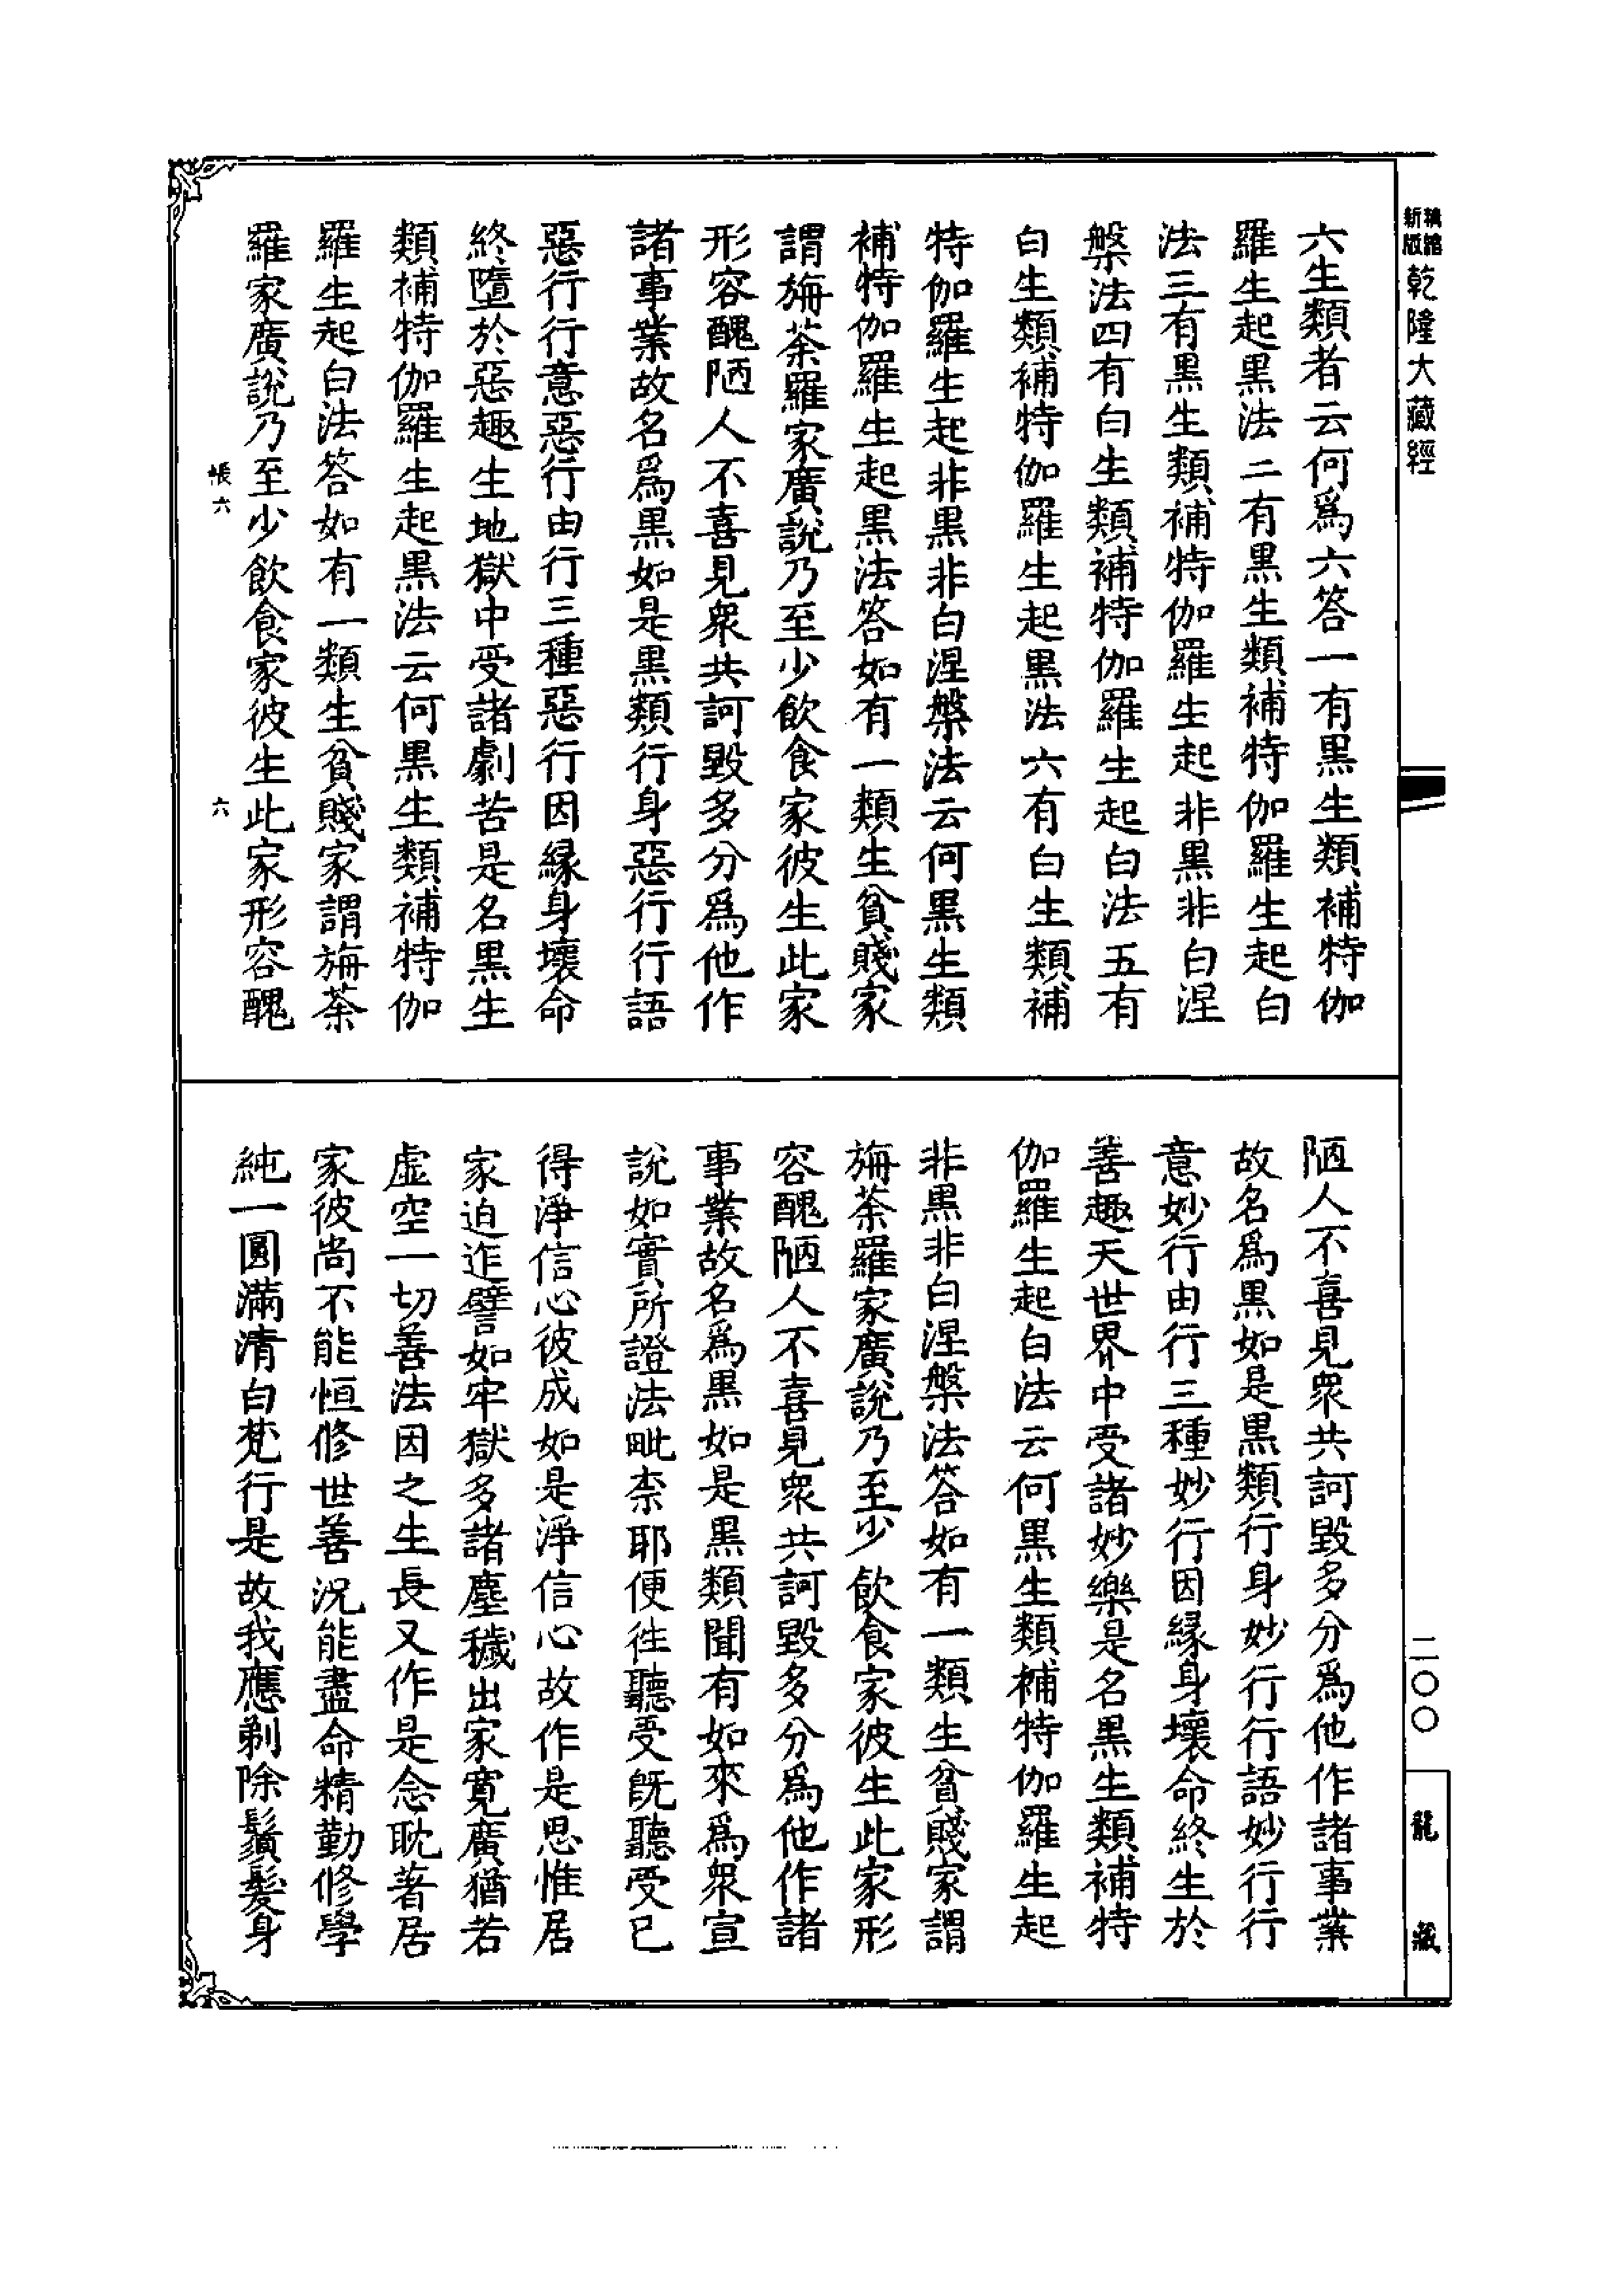 乾隆大藏經
六生類者云何爲六答一有黑生類補特伽
羅生起黑法二有黑生類補特伽羅生起白
法三有黑生類補特伽羅生起非黑非白涅
槃法四有白生類補特伽羅生起白法五有
白生類補特伽羅生起黑法六有白生類補
特伽羅生起非黑非白涅槃法云何黑生類
補特伽羅生起黑法答如有一類生貧賤家
謂旃荼羅家廣說乃至少飲食家彼生此家
形容醜陋人不喜見衆共訶毀多分爲他作
諸事業故名爲黑如是黑類行身惡行行語
惡行行意惡行由行三種惡行因緣身壞命
終墮於惡趣生地獄中受諸劇苦是名黑生
類補特伽羅生起黑法云何黑生類補特伽
羅生起白法答如有一類生貧賤家謂旃荼
羅家廣說乃至少飲食家彼生此家形容醜
帳六 六
陋人不喜見衆共訶毀多分爲他作諸事業
故名爲黑如是黑類行身妙行行語妙行行
意妙行由行三種妙行因緣身壞命終生於
善趣天世界中受諸妙樂是名黑生類補特
伽羅生起白法云何黑生類補特伽羅生起
非黑非白涅槃法答如有一類生貧賤家謂
旃荼羅家廣說乃至少飲食家彼生此家形
容醜陋人不喜見衆共訶毀多分爲他作諸
事業故名爲黑如是黑類聞有如來爲衆宣
說如實所證法毗柰耶便往聽受既聽受已
得淨信心彼成如是淨信心故作是思惟居
家迫迮譬如牢獄多諸塵穢出家寬廣猶若
虛空一切善法因之生長又作是念耽著居
家彼尚不能恒修世善況能盡命精勤修學
純一圓滿清白梵行是故我應剃除鬚髮身
二〇〇
龍藏